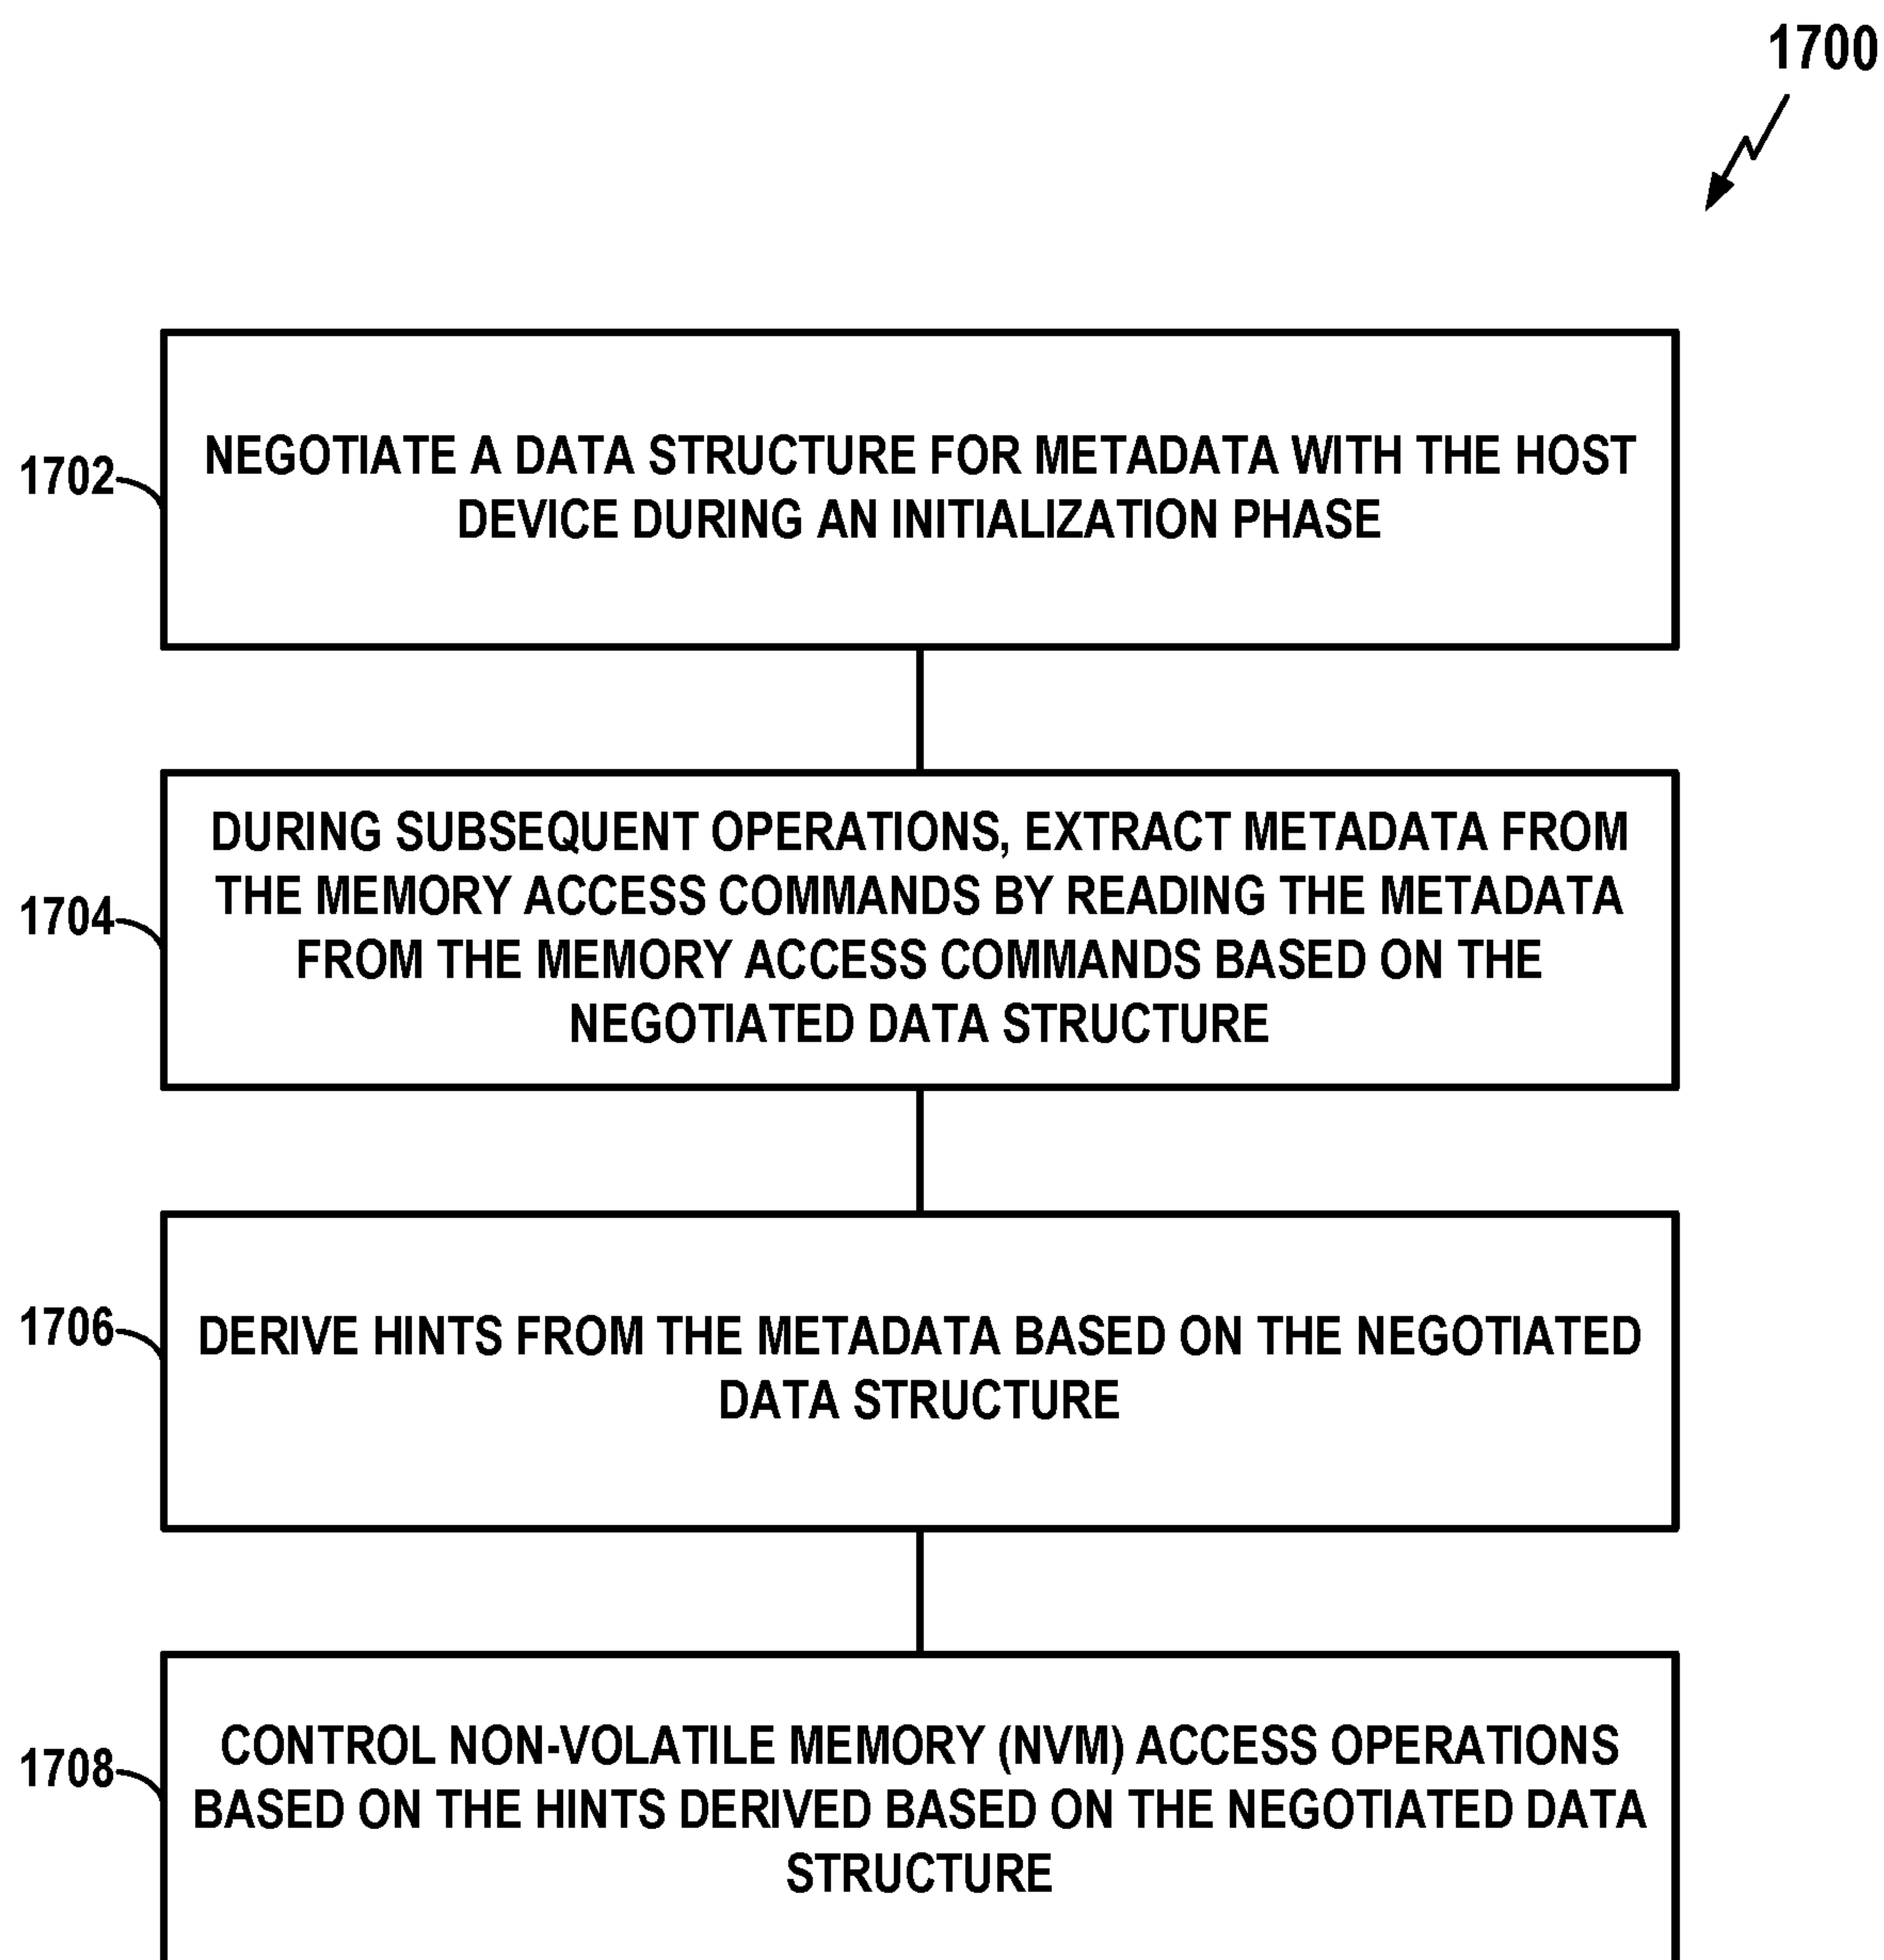 1700
1702
NEGOTIATE A DATA STRUCTURE FOR METADATA WITH THE HOST
DEVICE DURING AN INITIALIZATION PHASE
1704
DURING SUBSEQUENT OPERATIONS, EXTRACT METADATA FROM
THE MEMORY ACCESS COMMANDS BY READING THE METADATA
FROM THE MEMORY ACCESS COMMANDS BASED ON THE
NEGOTIATED DATA STRUCTURE
1706
DERIVE HINTS FROM THE METADATA BASED ON THE NEGOTIATED
DATA STRUCTURE
1708
CONTROL NON-VOLATILE MEMORY (NVM) ACCESS OPERATIONS
BASED ON THE HINTS DERIVED BASED ON THE NEGOTIATED DATA
STRUCTURE